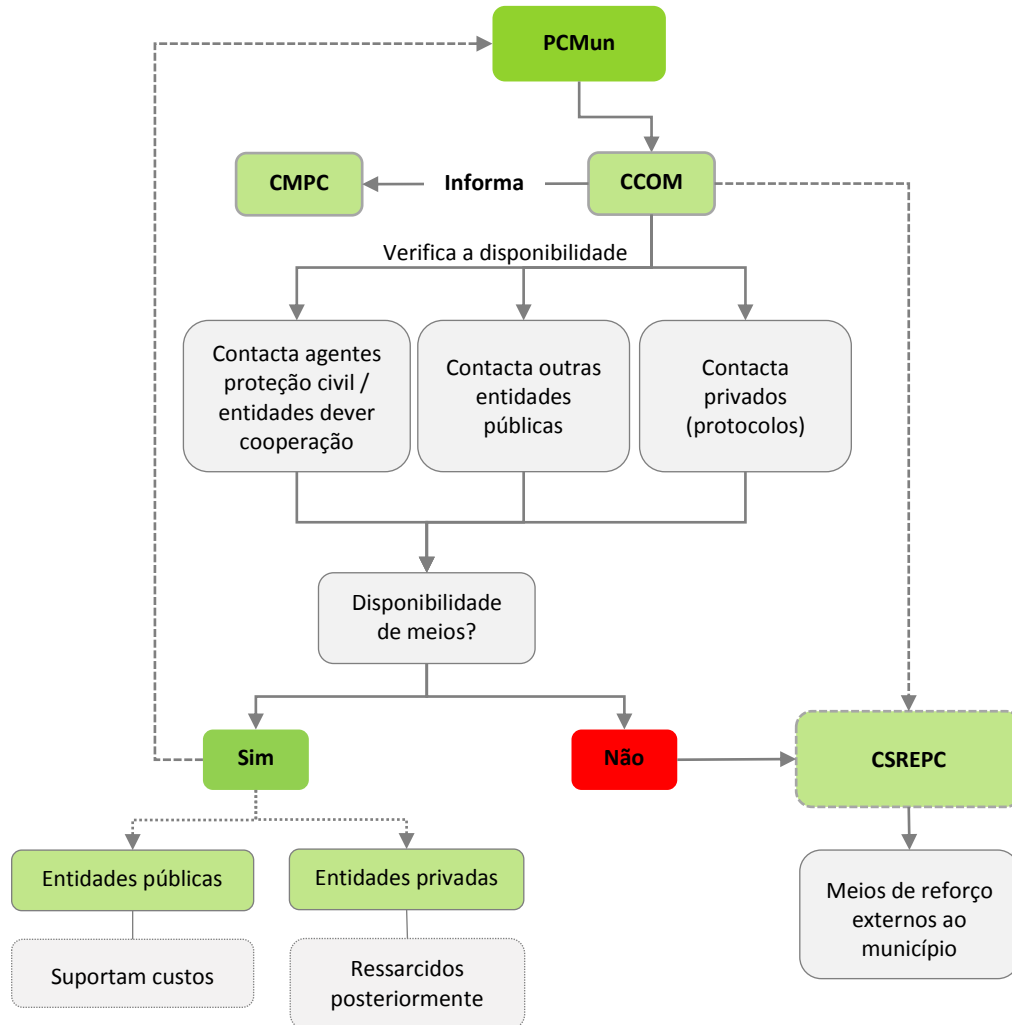 PCMun
CMPC
Informa
CCOM
Verifica a disponibilidade
Contacta agentes
proteção civil /
entidades dever
cooperação
Contacta outras
entidades
públicas
Contacta
privados
(protocolos)
Disponibilidade
de meios?
Sim
Não
CSREPC
Entidades públicas
Entidades privadas
Suportam custos
Ressarcidos
posteriormente
Meios de reforço
externos ao
município